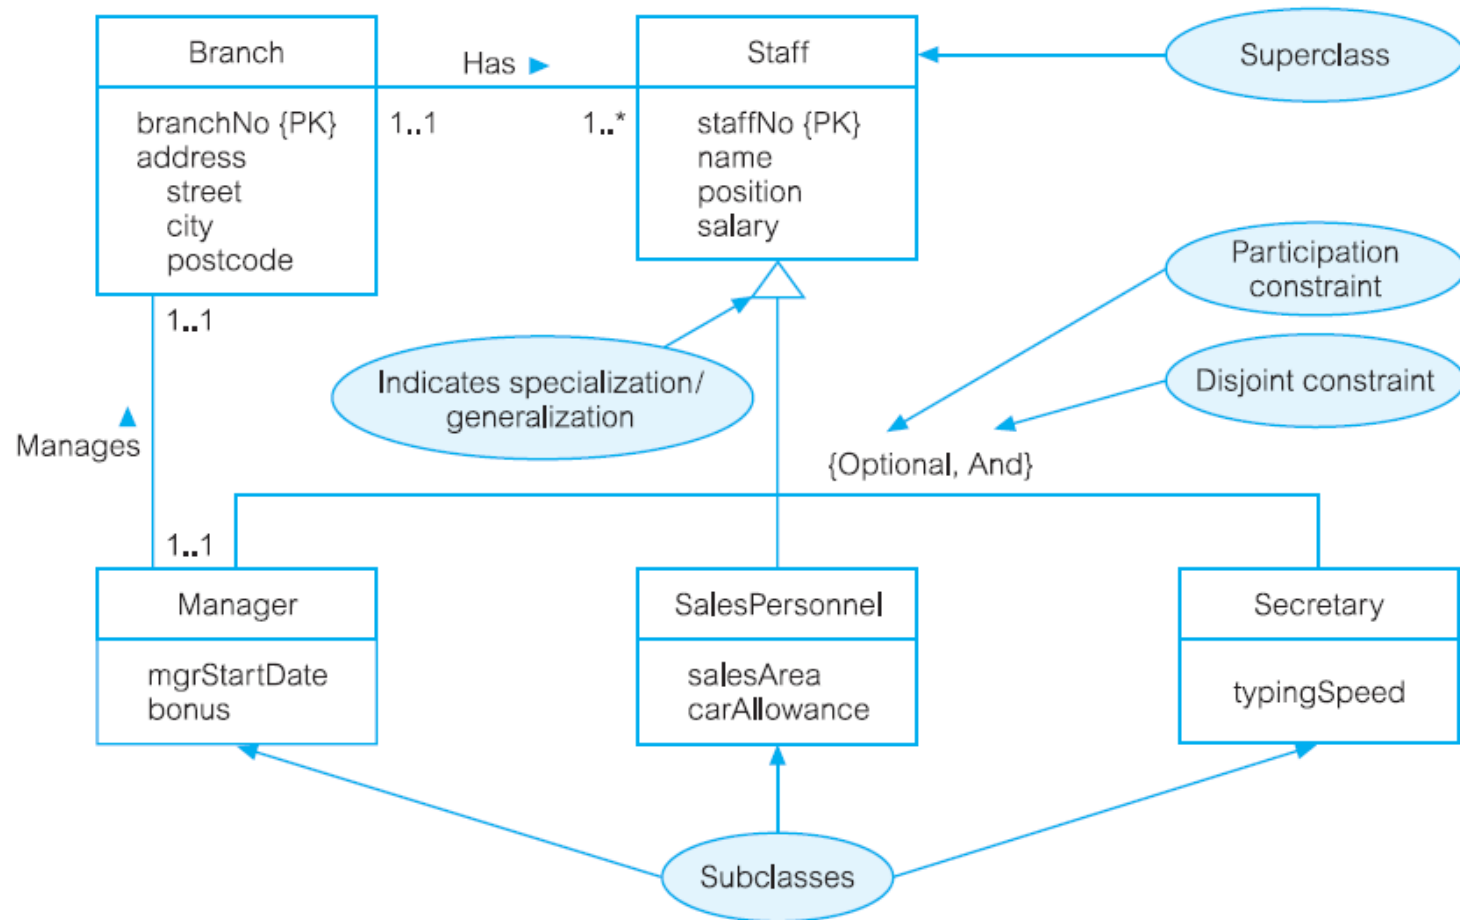 Branch
Has ►
Staff
Superclass
branchNo {PK}
address
street
city
postcode
1..1
1..*
staffNo {PK}
name
position
salary
Participation
constraint
1..1
Indicates specialization/
generalization
Disjoint constraint
Manages
{Optional, And}
1..1
Manager
SalesPersonnel
Secretary
mgrStartDate
bonus
salesArea
carAllowance
typingSpeed
Subclasses